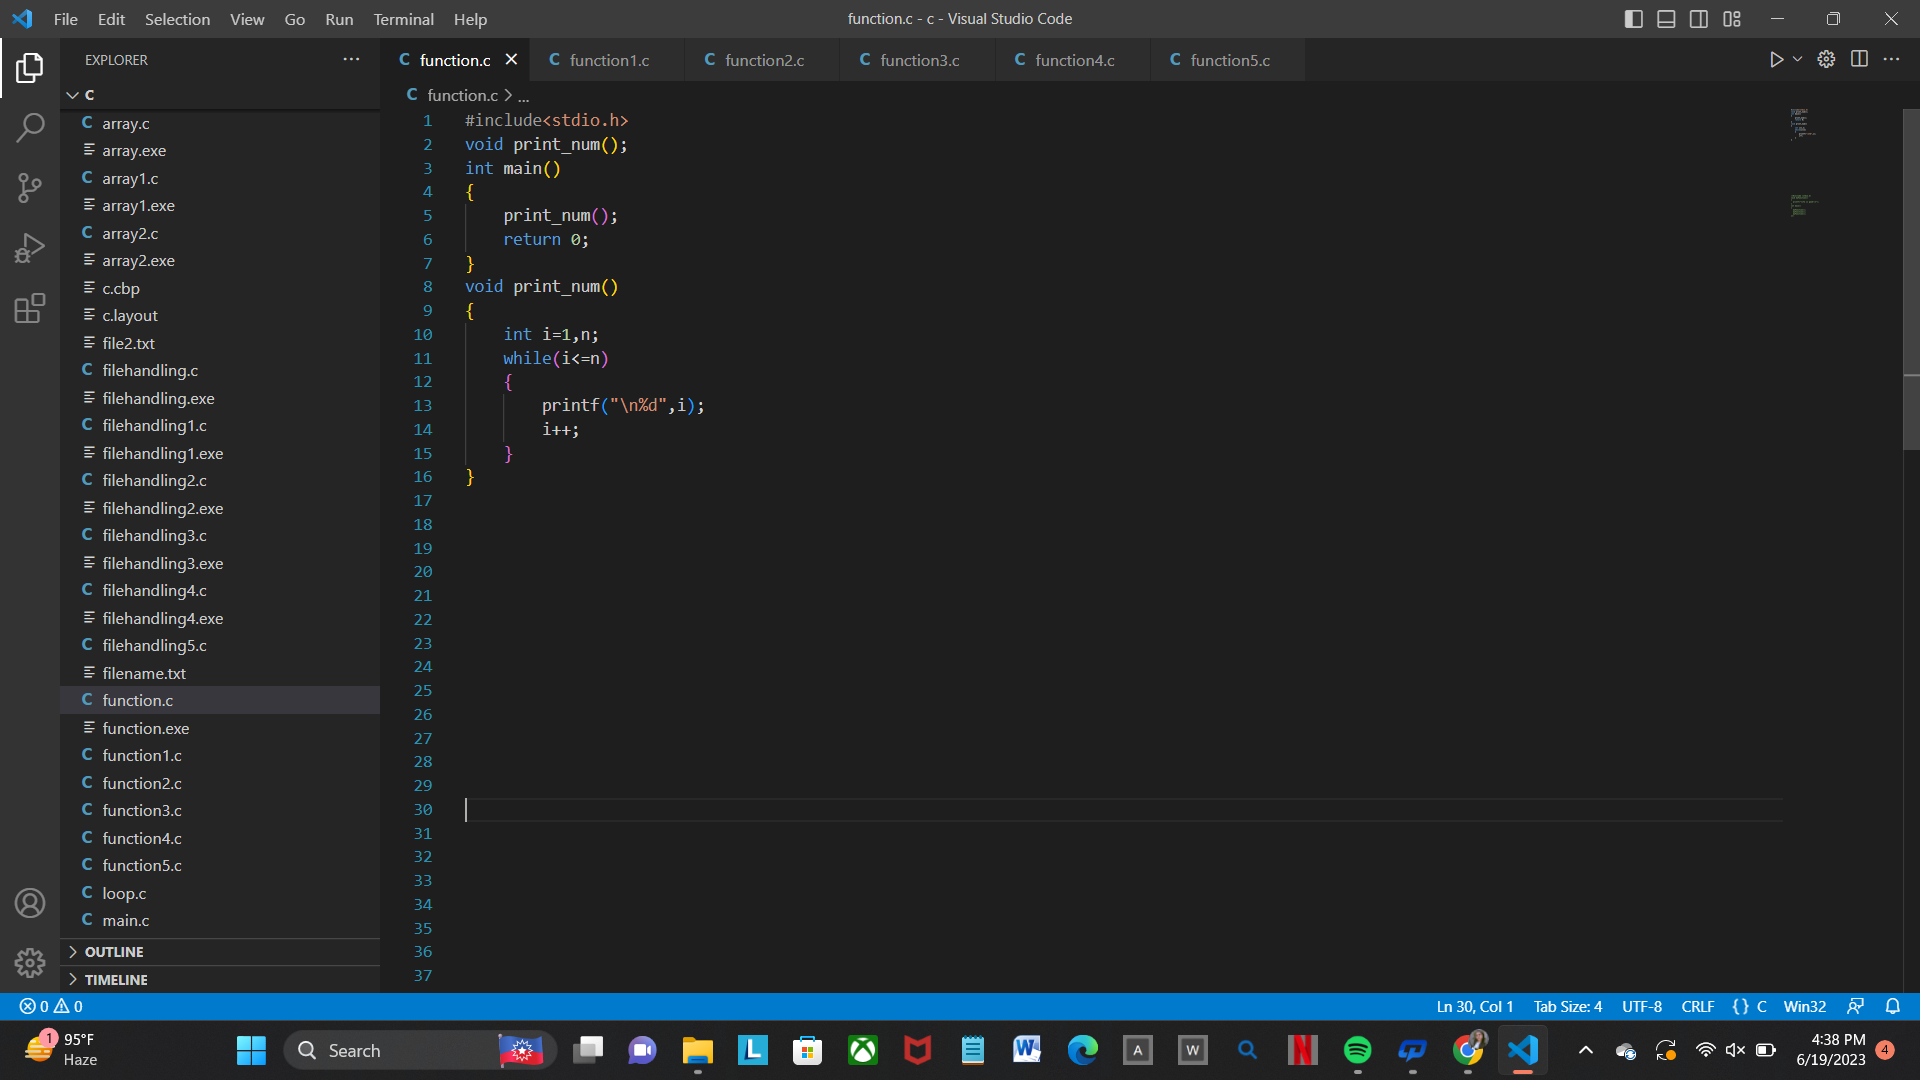 File Edit Selection View Go Run Terminal Help
function.c - c - Visual Studio Code
EXPLORER
C
array.c
array.exe
array1.c
array1.exe
array2.c
array2.exe
c.cbp
c.layout
file2.txt
filehandling.c
filehandling.exe
filehandling1.c
filehandling1.exe
filehandling2.c
filehandling2.exe
filehandling3.c
filehandling3.exe
filehandling4.c
filehandling4.exe
filehandling5.c
filename.txt
function.c
function.exe
function1.c
function2.c
function3.c
function4.c
function5.c
loop.c
main.c
OUTLINE
TIMELINE
C function.c C function1.c C function2.c C function3.c C function4.c C function5.c
C function.c > ...
1 #include<stdio.h>
2 void print_num();
3 int main()
4 {
5 print_num();
6 return 0;
7 }
8 void print_num()
9 {
10 int i=1,n;
11 while(i<=n)
12 {
13 printf("\n%d",i);
14 i++;
15 }
16 }
17
18
19
20
21
22
23
24
25
26
27
28
29
30
31
32
33
34
35
36
37
0 0
Ln 30, Col 1 Tab Size: 4 UTF-8 CRLF {} C Win32
1
95°F
Haze
Search
L
A
W
4:38 PM
6/19/2023
4